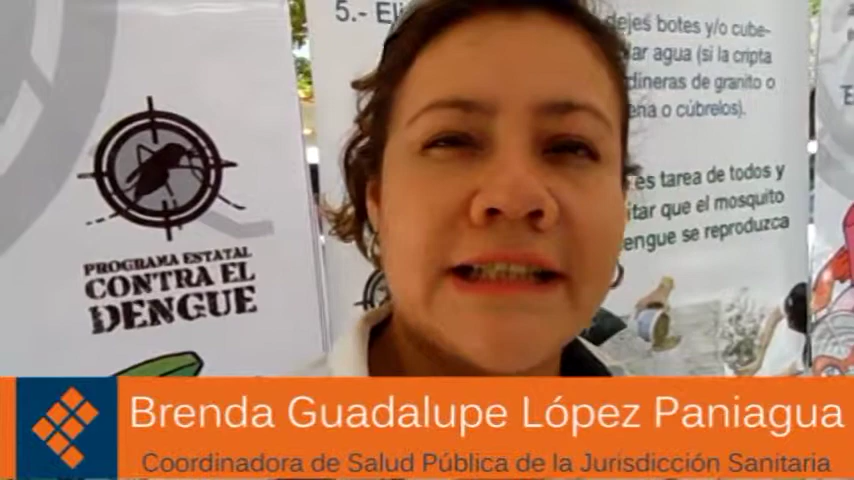 5.- Eli
dejes botes y/o cube-
lar agua (si la cripta
dineras de granito o
ena o cúbrelos).
es tarea de todos y
itar que el mosquito
dengue se reproduzca
PROGRAMA ESTATAL
CONTRA EL
DENGUE
Brenda Guadalupe López Paniagua
Coordinadora de Salud Pública de la Jurisdicción Sanitaria